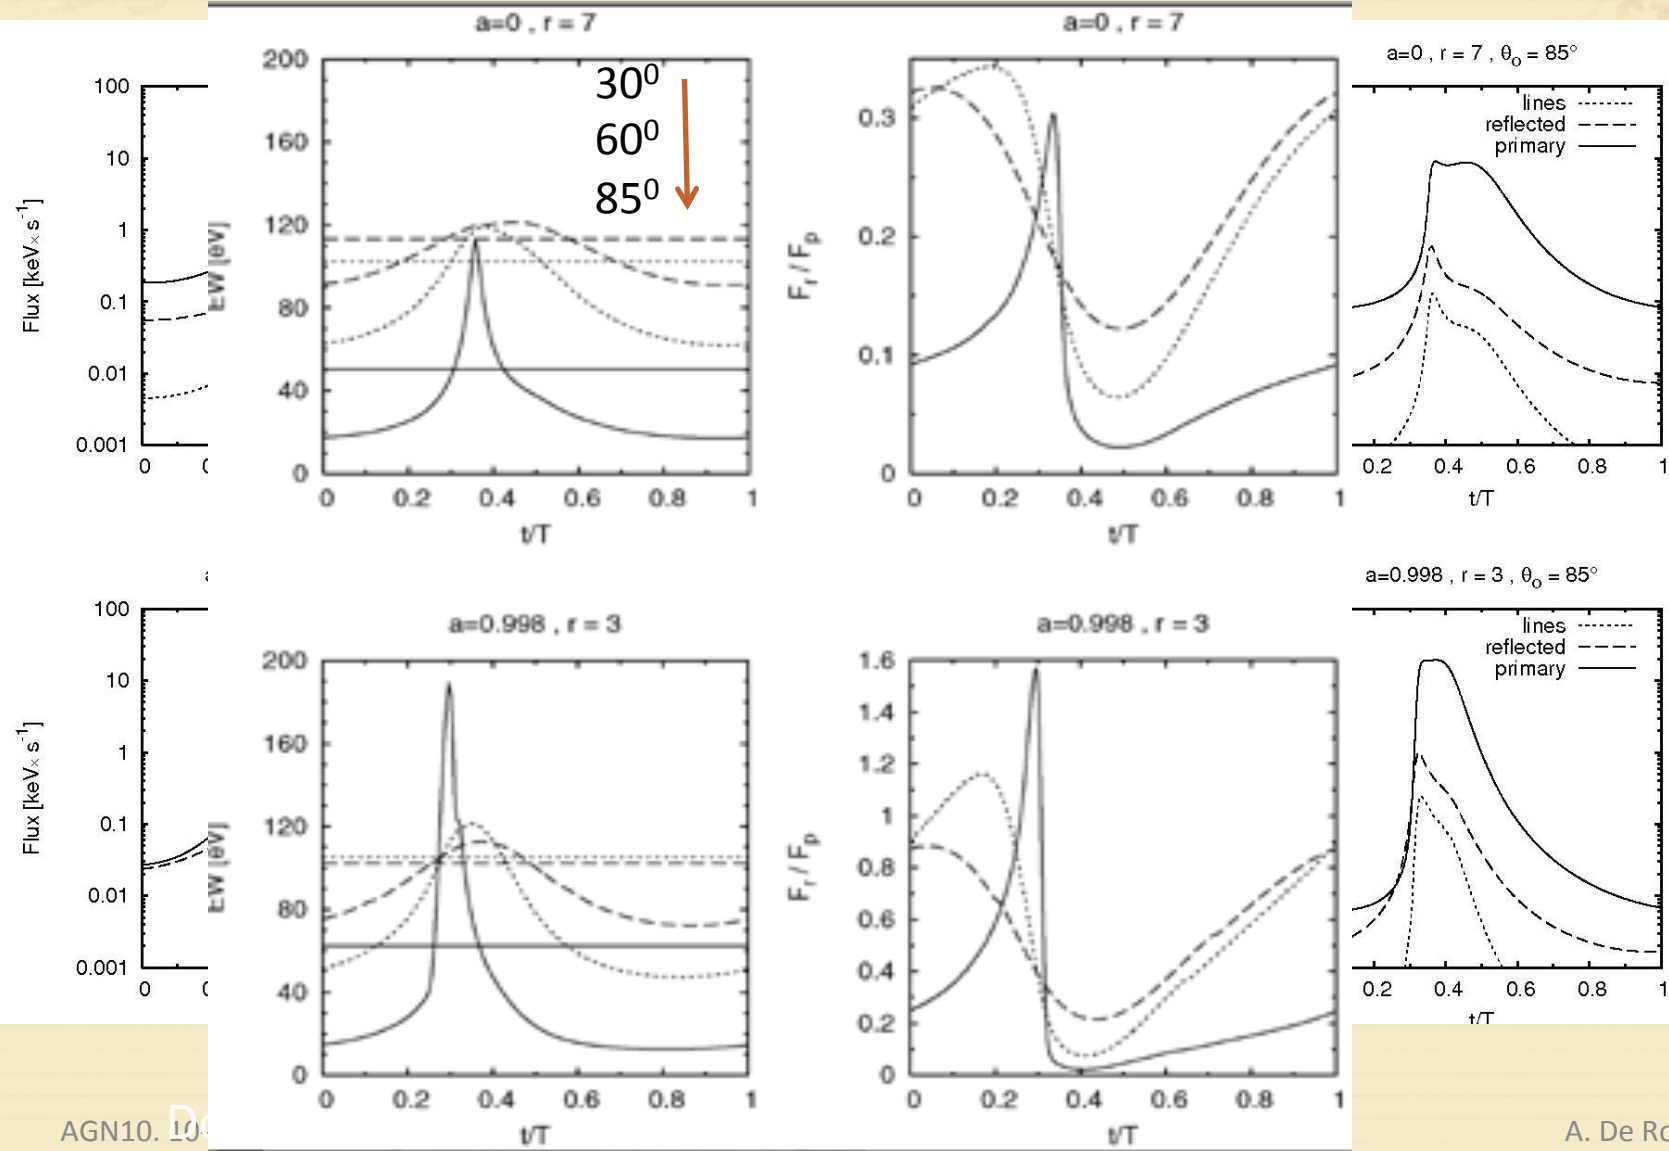 a=0 , r = 7
a=0 , r = 7
a=0 , r = 7 , θo = 85°
200
160
120
80
40
0
EW [eV]
30⁰
60⁰
85⁰
0 0.2 0.4 0.6 0.8 1
t/T
0.3
0.2
0.1
0
Fr / Fp
0 0.2 0.4 0.6 0.8 1
t/T
100
10
1
0.1
0.01
0.001
Flux [keV× s⁻¹]
0
lines
reflected
primary
0.2 0.4 0.6 0.8 1
t/T
a=0.998 , r = 3
a=0.998 , r = 3
a=0.998 , r = 3 , θo = 85°
200
160
120
80
40
0
EW [eV]
0 0.2 0.4 0.6 0.8 1
t/T
1.6
1.4
1.2
1
0.8
0.6
0.4
0.2
0
Fr / Fp
0 0.2 0.4 0.6 0.8 1
t/T
100
10
1
0.1
0.01
0.001
Flux [keV× s⁻¹]
0
lines
reflected
primary
0.2 0.4 0.6 0.8 1
t/T
AGN10. 10
A. De